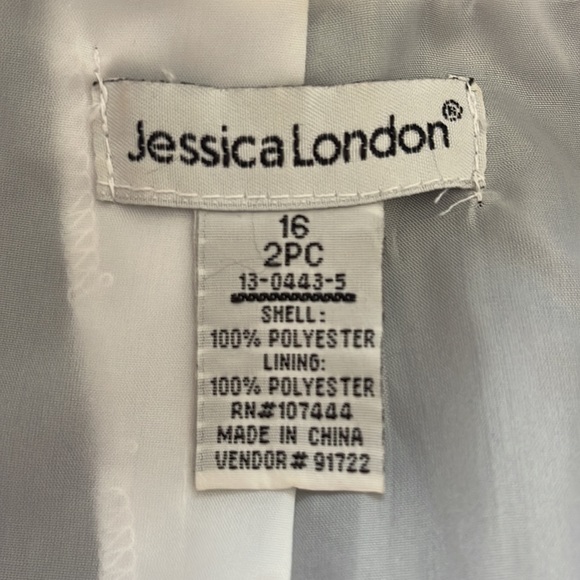 Jessica London®
16
2PC
13-0443-5
SHELL:
100% POLYESTER
LINING:
100% POLYESTER
RN#107444
MADE IN CHINA
VENDOR# 91722